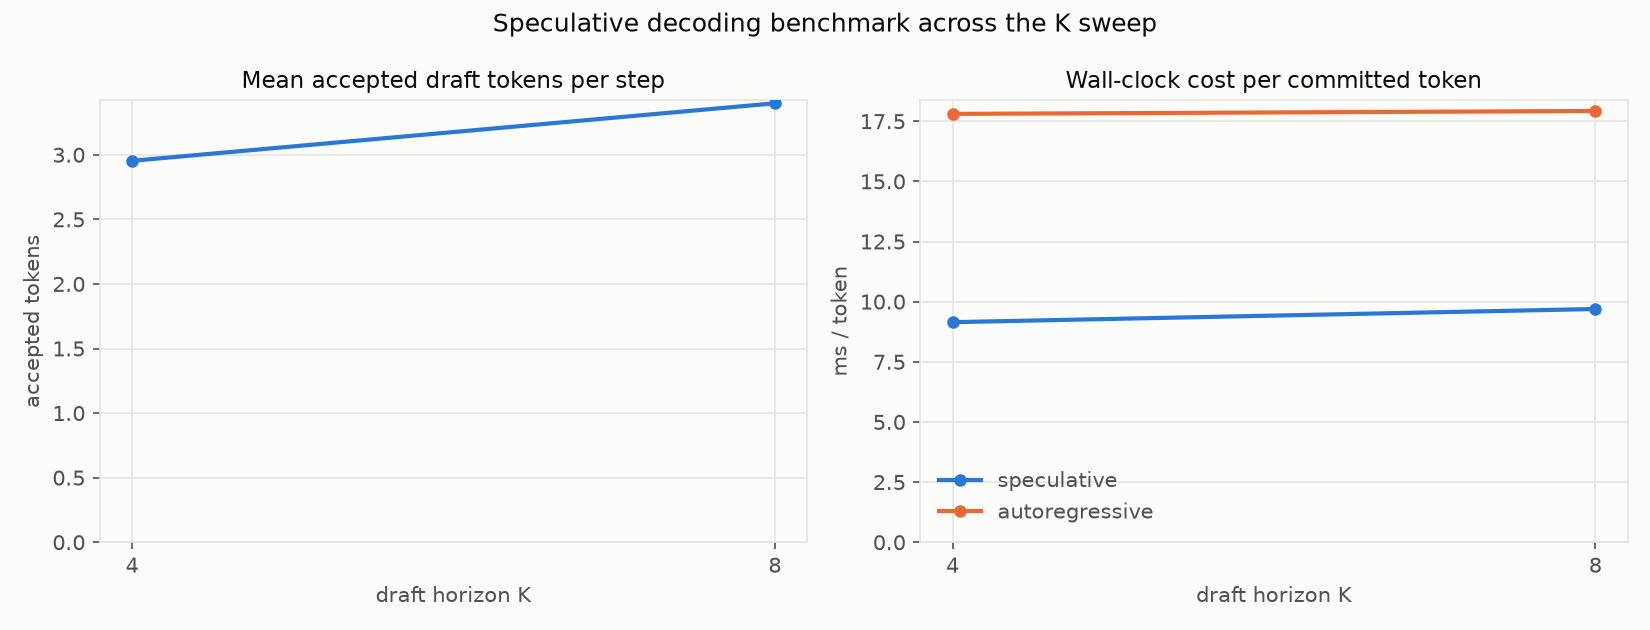 Speculative decoding benchmark across the K sweep
Mean accepted draft tokens per step
accepted tokens
3.0
2.5
2.0
1.5
1.0
0.5
0.0
4
8
draft horizon K
Wall-clock cost per committed token
ms / token
17.5
15.0
12.5
10.0
7.5
5.0
2.5
0.0
speculative
autoregressive
4
8
draft horizon K